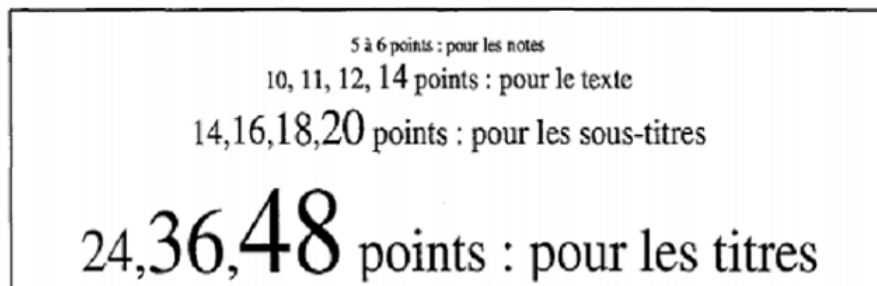 5 à 6 points : pour les notes
10, 11, 12, 14 points : pour le texte
14,16,18,20 points : pour les sous-titres
24,36,48 points : pour les titres